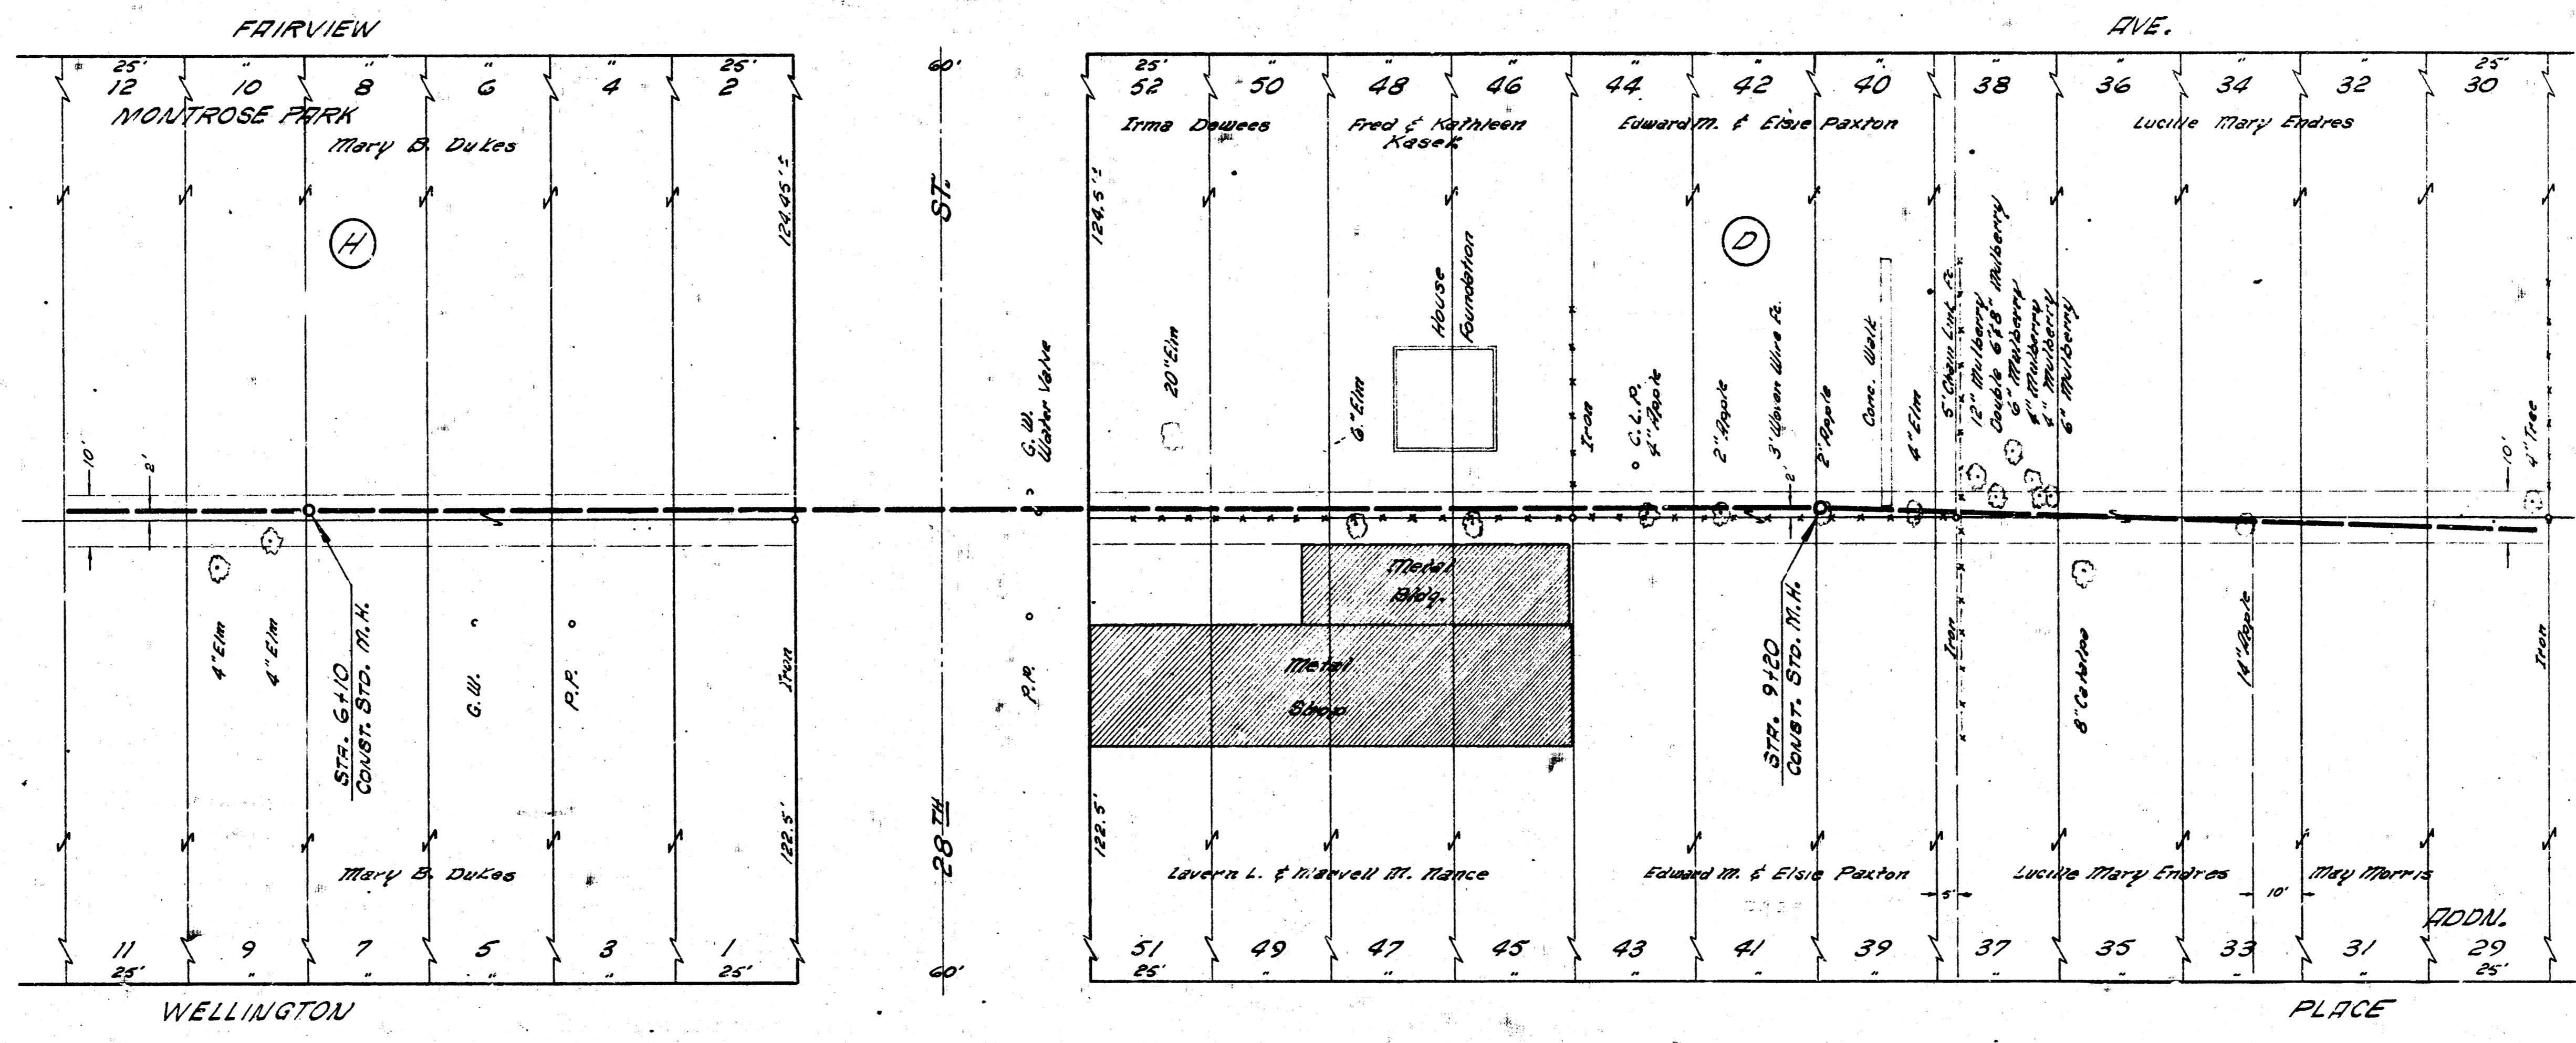 FAIRVIEW AVE.
25' " " " " 25' 60' 25' " " " " " " " " " " 25'
12 10 8 6 4 2 52 50 48 46 44 42 40 38 36 34 32 30
MONTROSE PARK
Mary B. Dukes
Irma Dewees
Fred & Kathleen
Kasek
Edward M. & Elsie Paxton
Lucille Mary Endres
124.45'±
ST.
124.5'±
H
D
G.W.
Water Valve
20" Elm
6" Elm
House
Foundation
Iron
C.L.P.
4" Apple
2" Apple
3' Woven Wire Fc.
2" Apple
Conc. Walk
4" Elm
5' Chain Link Fc.
12" Mulberry
Double 6"&8" Mulberry
6" Mulberry
4" Mulberry
4" Mulberry
6" Mulberry
4" Tree
10'
2'
2'
10'
4" Elm
4" Elm
STA. 6+10
CONST. STD. M.H.
G.W.
P.P.
Iron
P.P.
Metal
Bldg.
Metal
Shop
STA. 9+20
CONST. STD. M.H.
Iron
8" Catalpa
14" Apple
Iron
122.5'
28TH
122.5'
Mary B. Dukes
Lavern L. & Marvell M. Nance
Edward M. & Elsie Paxton
Lucille Mary Endres
May Morris
5'
10'
ADDN.
11 9 7 5 3 1 51 49 47 45 43 41 39 37 35 33 31 29
25' " " " " 25' 60' 25' " " " " " " " " " " 25'
WELLINGTON PLACE